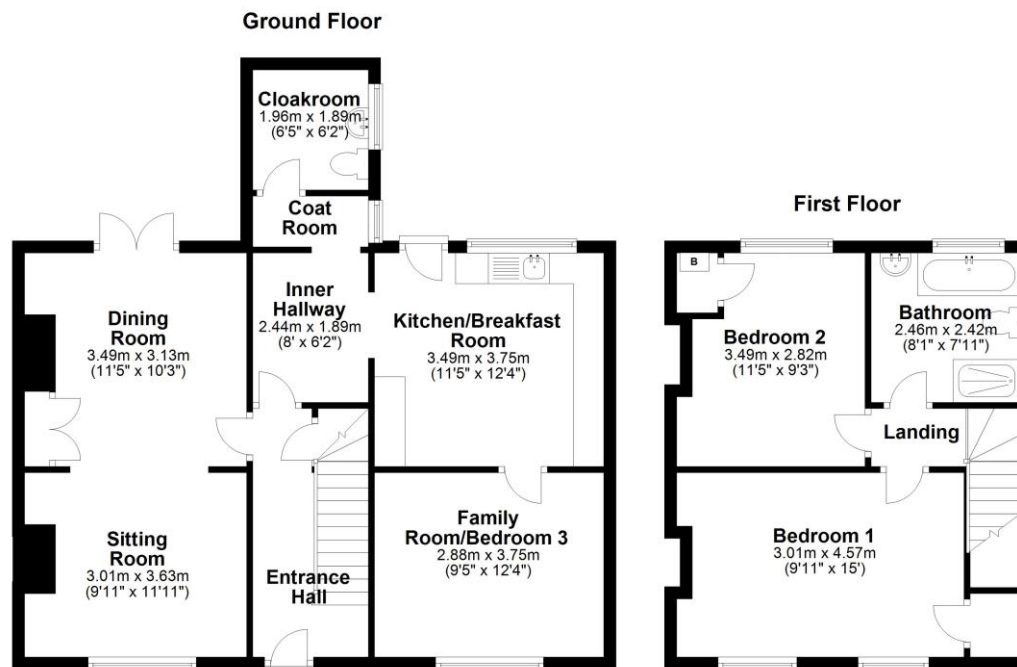 Ground Floor
Cloakroom
1.96m x 1.89m
(6'5" x 6'2")
Coat
Room
Dining
Room
3.49m x 3.13m
(11'5" x 10'3")
Inner
Hallway
2.44m x 1.89m
(8' x 6'2")
Kitchen/Breakfast
Room
3.49m x 3.75m
(11'5" x 12'4")
Sitting
Room
3.01m x 3.63m
(9'11" x 11'11")
Entrance
Hall
Family
Room/Bedroom 3
2.88m x 3.75m
(9'5" x 12'4")
First Floor
B
Bedroom 2
3.49m x 2.82m
(11'5" x 9'3")
Bathroom
2.46m x 2.42m
(8'1" x 7'11")
Landing
Bedroom 1
3.01m x 4.57m
(9'11" x 15')